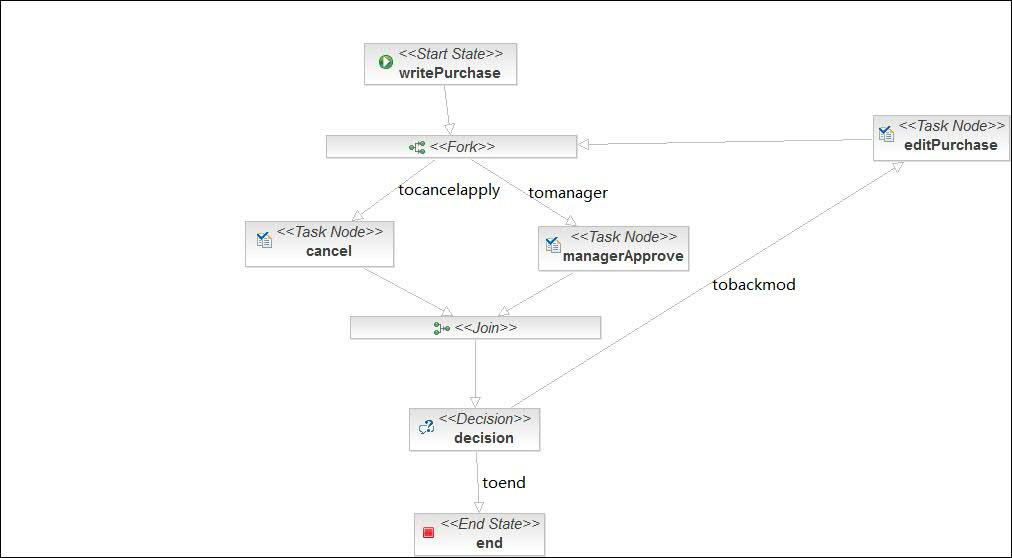 <<Start State>>
writePurchase
<<Task Node>>
editPurchase
<<Fork>>
tocancelapply
tomanager
<<Task Node>>
cancel
<<Task Node>>
managerApprove
tobackmod
<<Join>>
<<Decision>>
decision
toend
<<End State>>
end